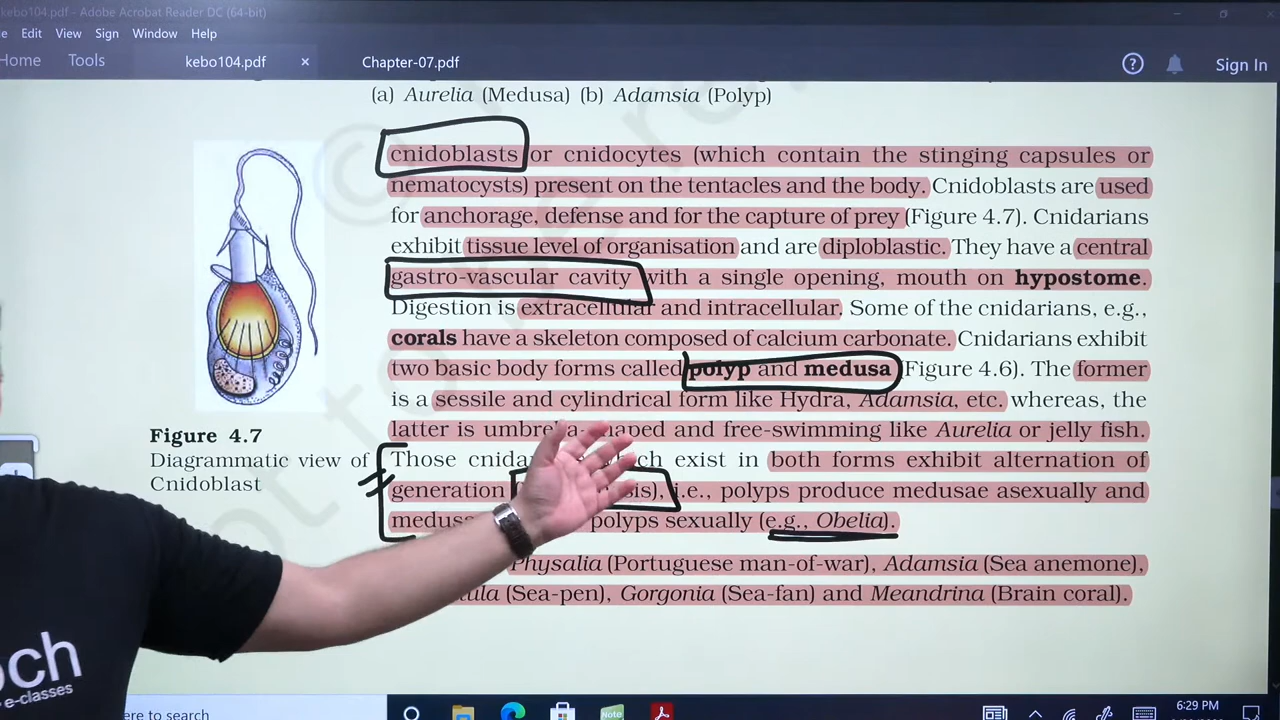 kebo104.pdf - Adobe Acrobat Reader DC (64-bit)
Edit View Sign Window Help
Home Tools kebo104.pdf × Chapter-07.pdf ? Sign In
(a) Aurelia (Medusa) (b) Adamsia (Polyp)
cnidoblasts or cnidocytes (which contain the stinging capsules or
nematocysts) present on the tentacles and the body. Cnidoblasts are used
for anchorage, defense and for the capture of prey (Figure 4.7). Cnidarians
exhibit tissue level of organisation and are diploblastic. They have a central
gastro-vascular cavity with a single opening, mouth on hypostome.
Digestion is extracellular and intracellular. Some of the cnidarians, e.g.,
corals have a skeleton composed of calcium carbonate. Cnidarians exhibit
two basic body forms called polyp and medusa (Figure 4.6). The former
is a sessile and cylindrical form like Hydra, Adamsia, etc. whereas, the
latter is umbrella-shaped and free-swimming like Aurelia or jelly fish.
Those which exist in both forms exhibit alternation of
generation i.e., polyps produce medusae asexually and
polyps sexually (e.g., Obelia).
Physalia (Portuguese man-of-war), Adamsia (Sea anemone),
(Sea-pen), Gorgonia (Sea-fan) and Meandrina (Brain coral).
Figure 4.7
Diagrammatic view of
Cnidoblast
och
e-classes
ere to search
Note
6:29 PM